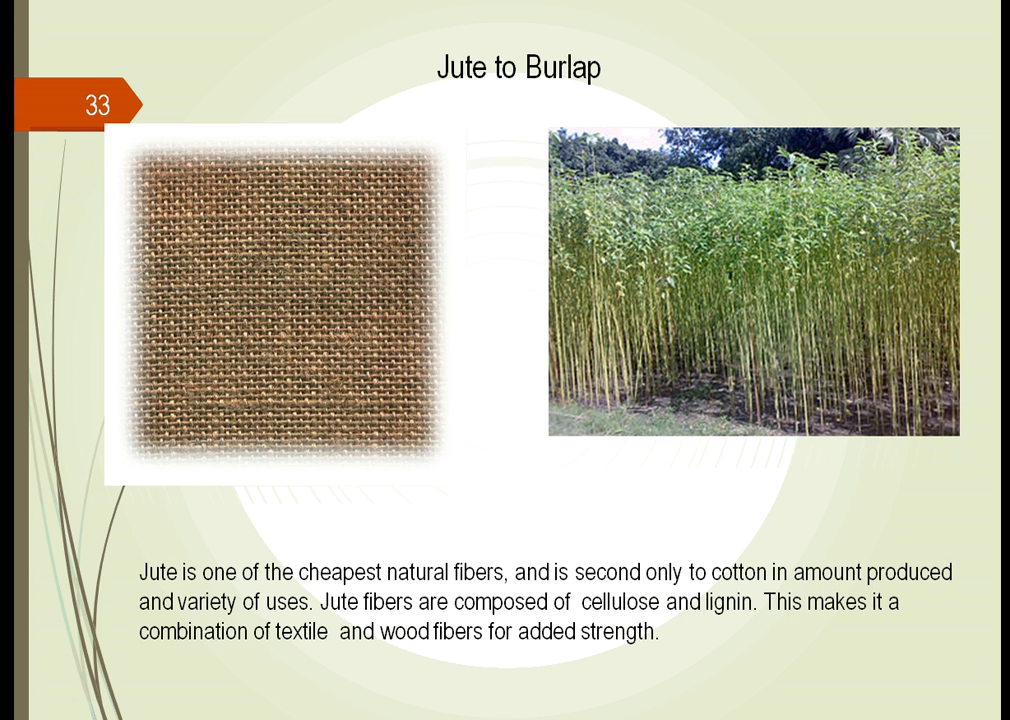 Jute to Burlap
33
Jute is one of the cheapest natural fibers, and is second only to cotton in amount produced
and variety of uses. Jute fibers are composed of  cellulose and lignin. This makes it a
combination of textile  and wood fibers for added strength.